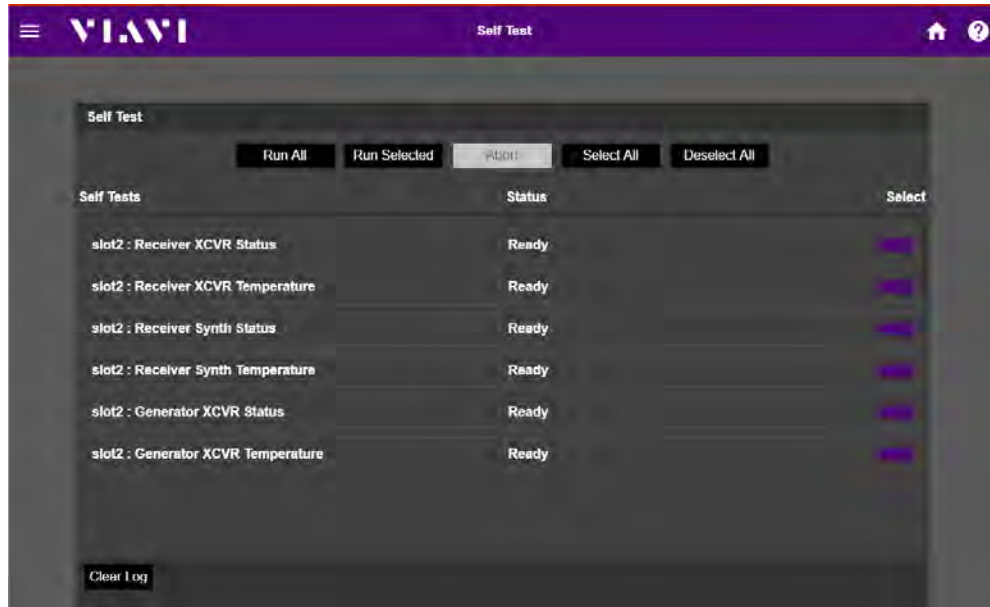 VIAVI Self Test ?
Self Test
Run All Run Selected Abort Select All Deselect All
Self Tests Status Select
slot2 : Receiver XCVR Status Ready
slot2 : Receiver XCVR Temperature Ready
slot2 : Receiver Synth Status Ready
slot2 : Receiver Synth Temperature Ready
slot2 : Generator XCVR Status Ready
slot2 : Generator XCVR Temperature Ready
Clear Log